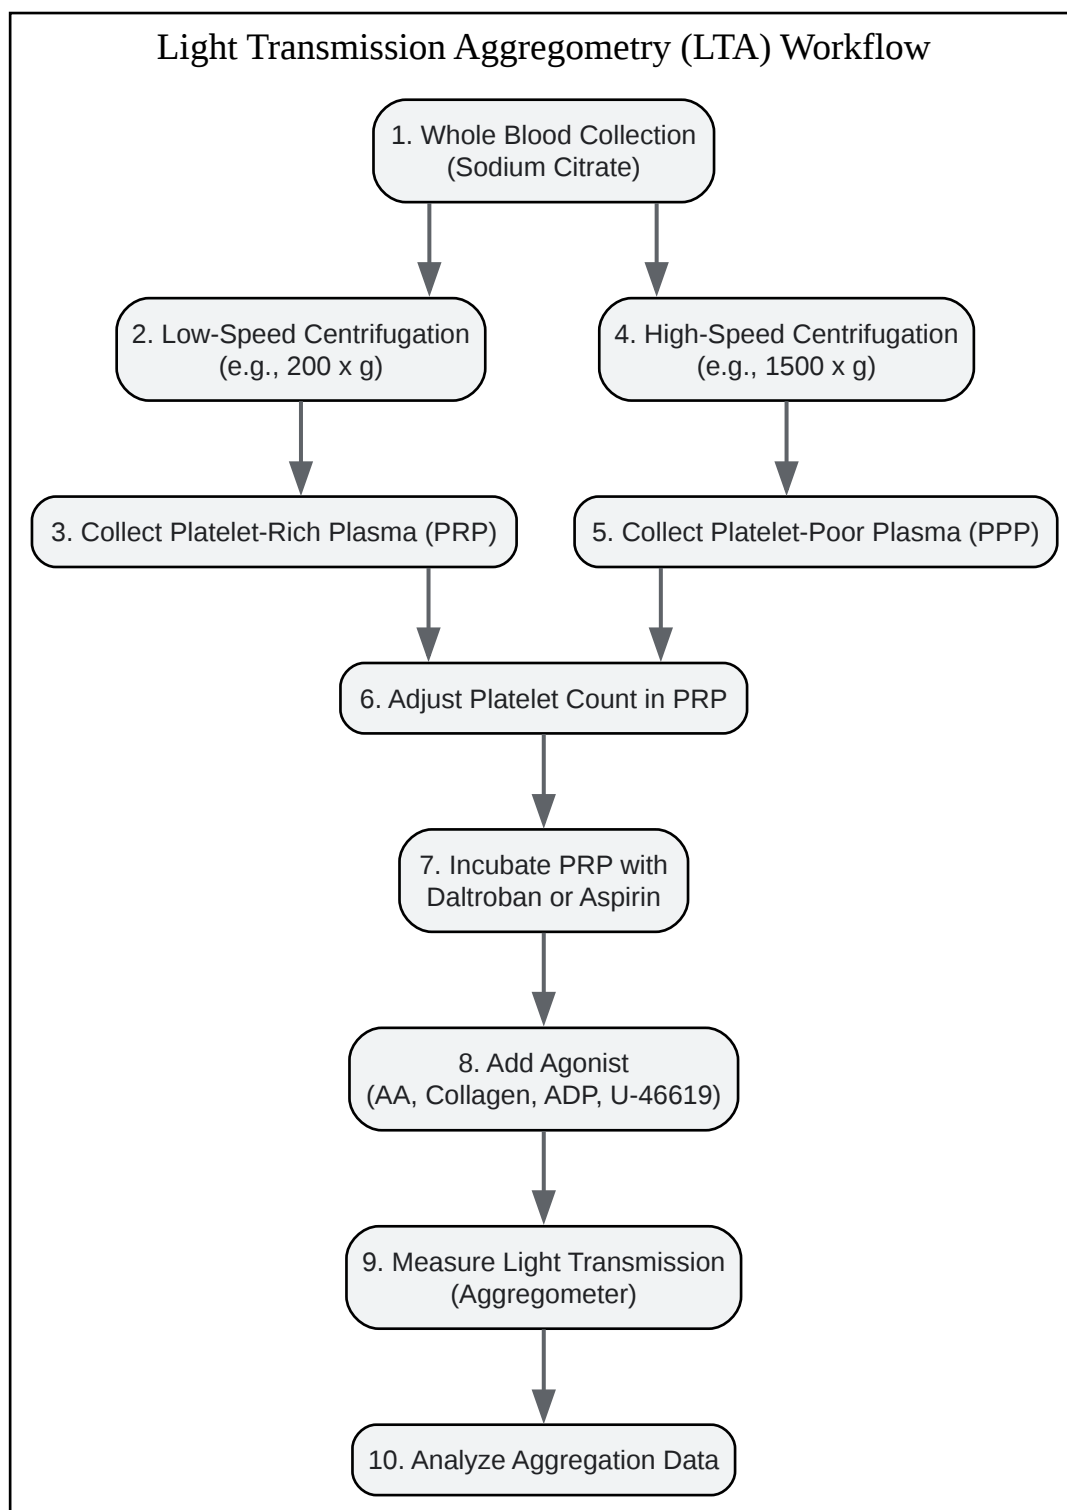 Light Transmission Aggregometry (LTA) Workflow
1. Whole Blood Collection
(Sodium Citrate)
2. Low-Speed Centrifugation
(e.g., 200 x g)
4. High-Speed Centrifugation
(e.g., 1500 x g)
3. Collect Platelet-Rich Plasma (PRP)
5. Collect Platelet-Poor Plasma (PPP)
6. Adjust Platelet Count in PRP
7. Incubate PRP with
Daltroban or Aspirin
8. Add Agonist
(AA, Collagen, ADP, U-46619)
9. Measure Light Transmission
(Aggregometer)
10. Analyze Aggregation Data